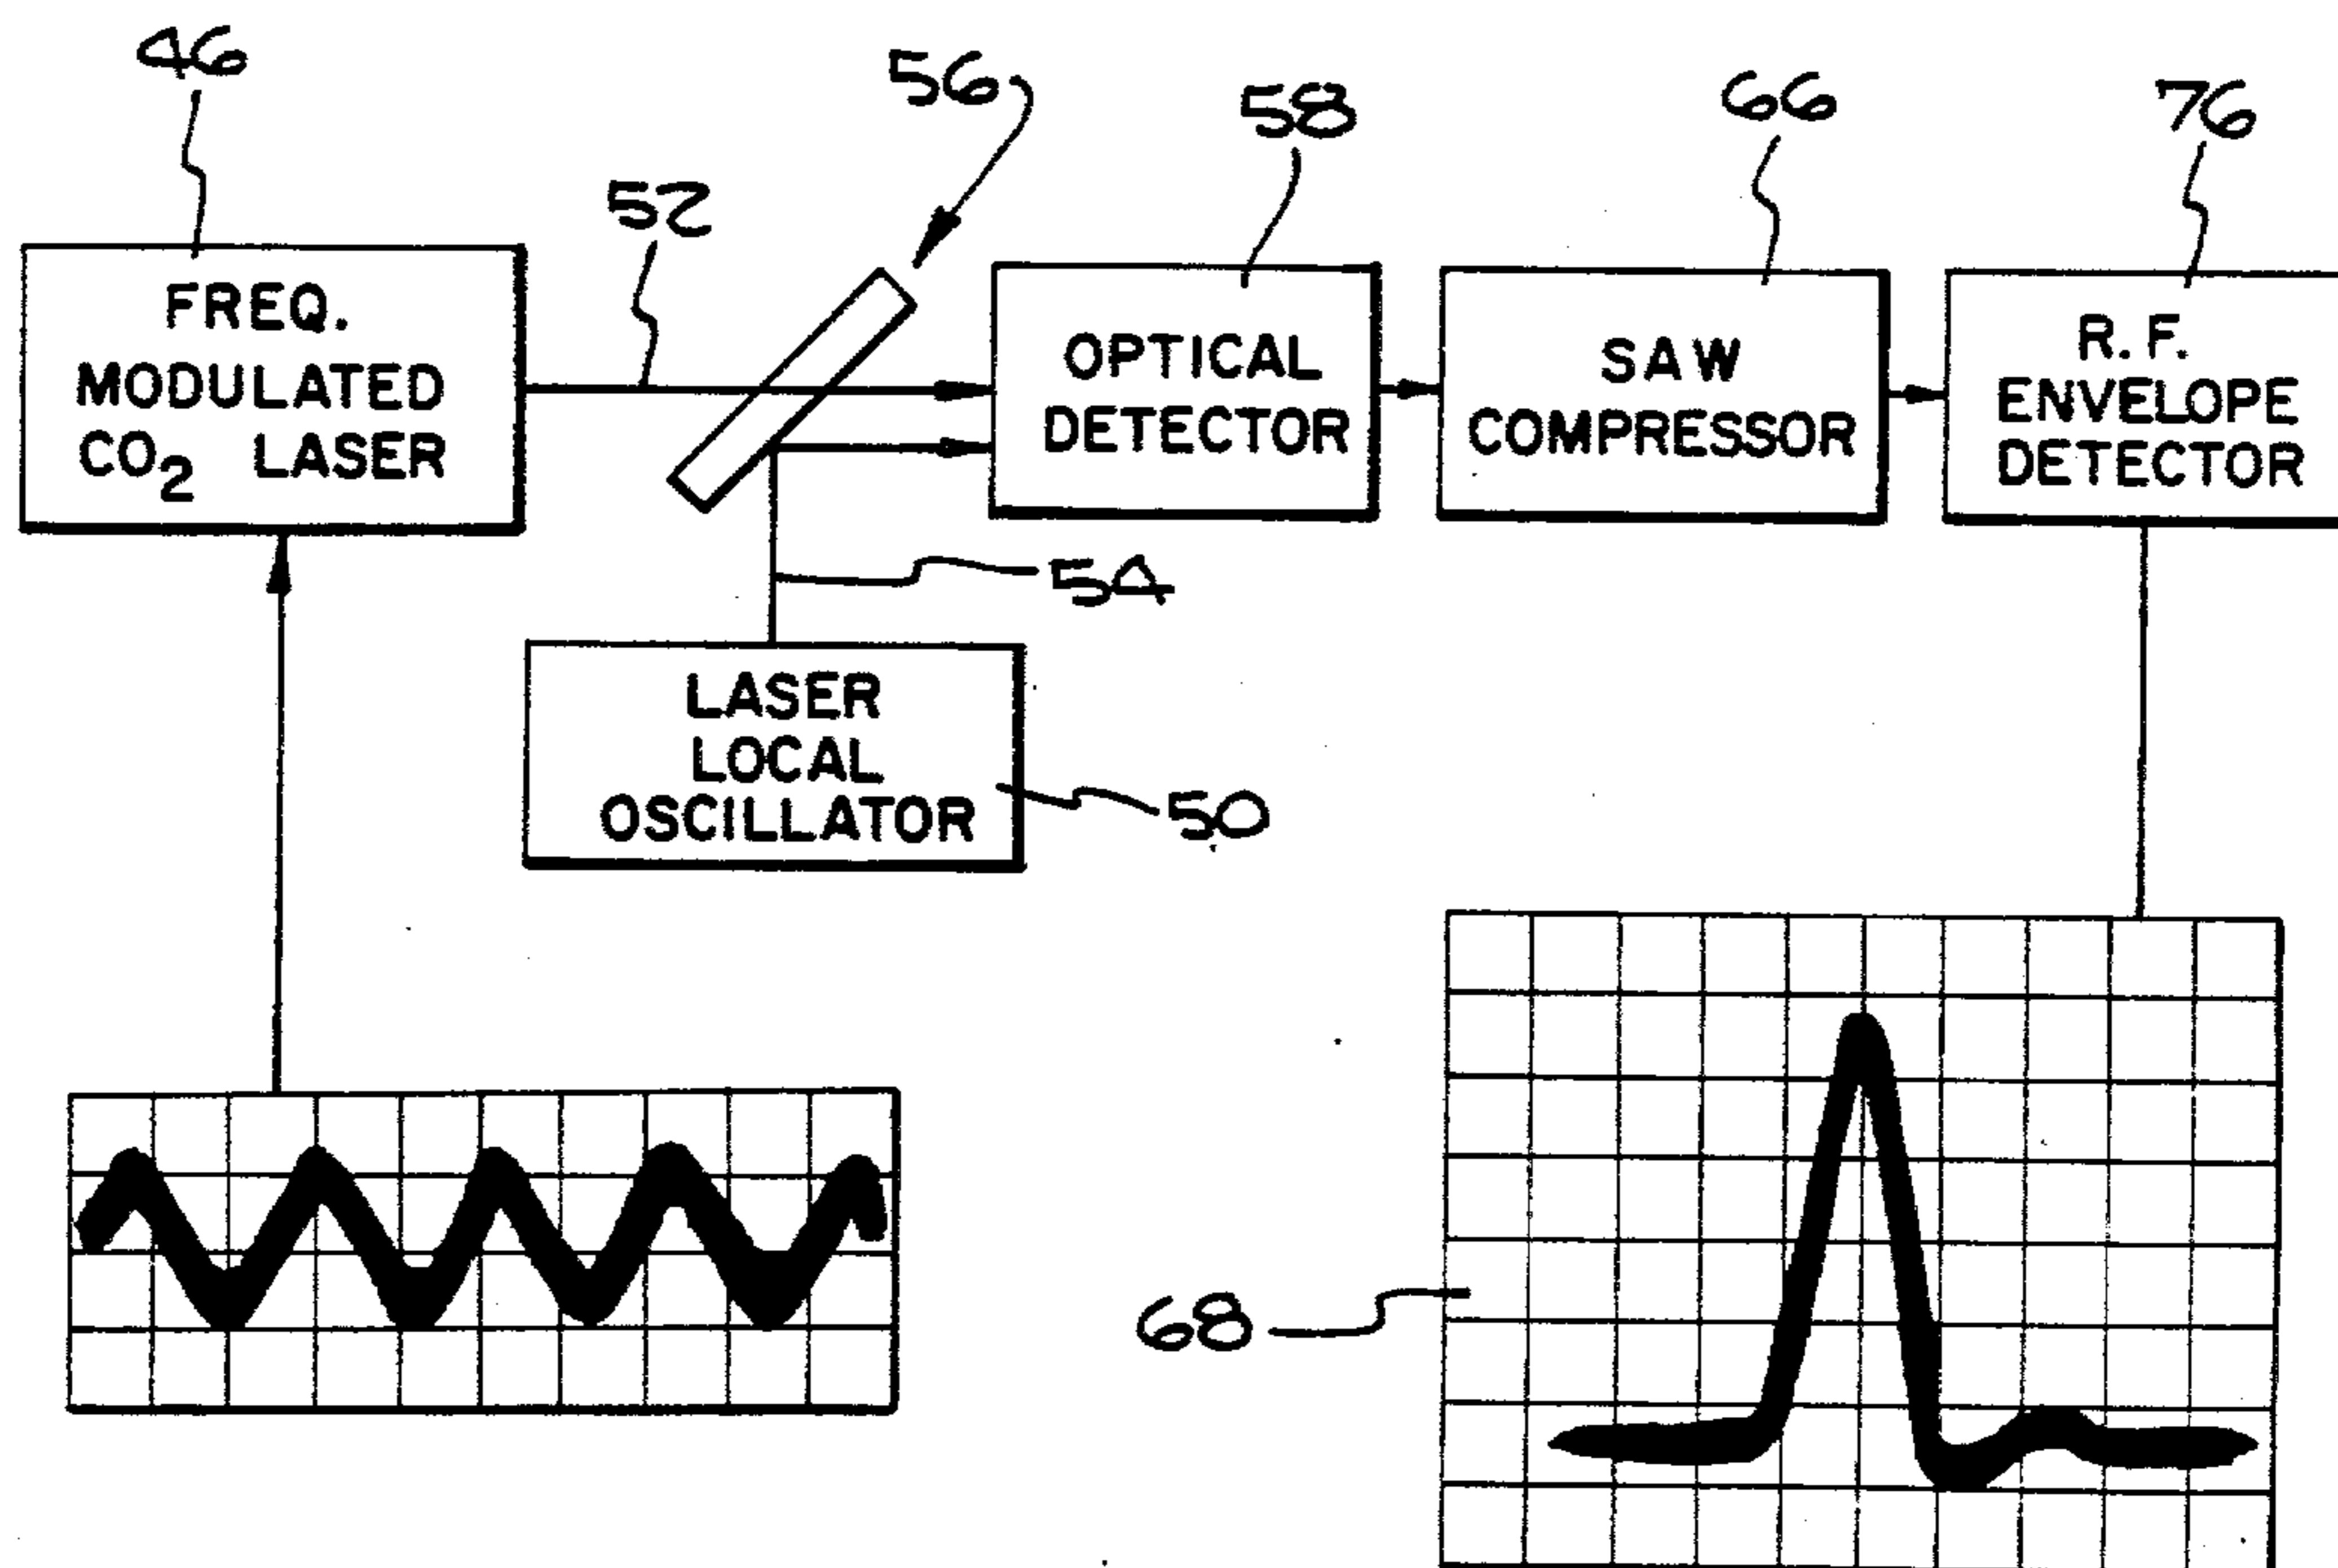 46
56
58
66
76
52
FREQ.
MODULATED
CO₂ LASER
OPTICAL
DETECTOR
SAW
COMPRESSOR
R. F.
ENVELOPE
DETECTOR
54
LASER
LOCAL
OSCILLATOR
50
68